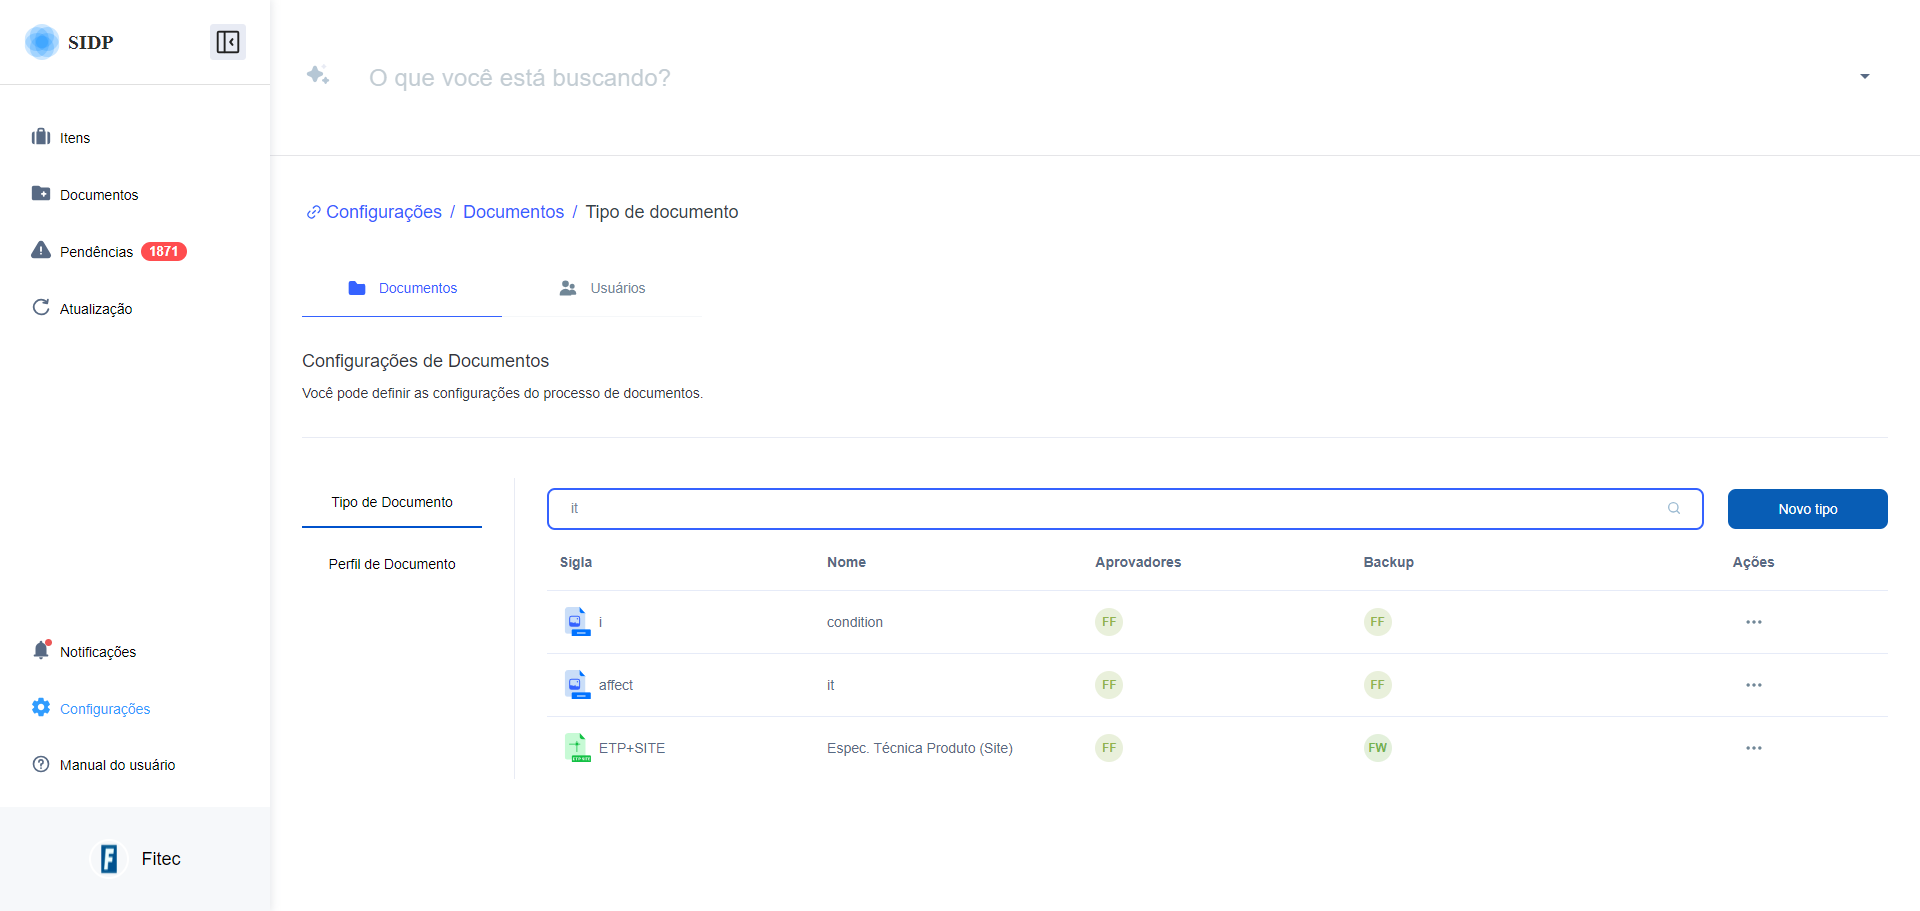 SIDP
O que você está buscando?
Itens
Documentos
Pendências 1871
Atualização
Configurações / Documentos / Tipo de documento
Documentos
Usuários
Configurações de Documentos
Você pode definir as configurações do processo de documentos.
Tipo de Documento
Perfil de Documento
it
Novo tipo
Sigla Nome Aprovadores Backup Ações
i condition FF FF
affect it FF FF
ETP+SITE Espec. Técnica Produto (Site) FF FW
Notificações
Configurações
Manual do usuário
F Fitec